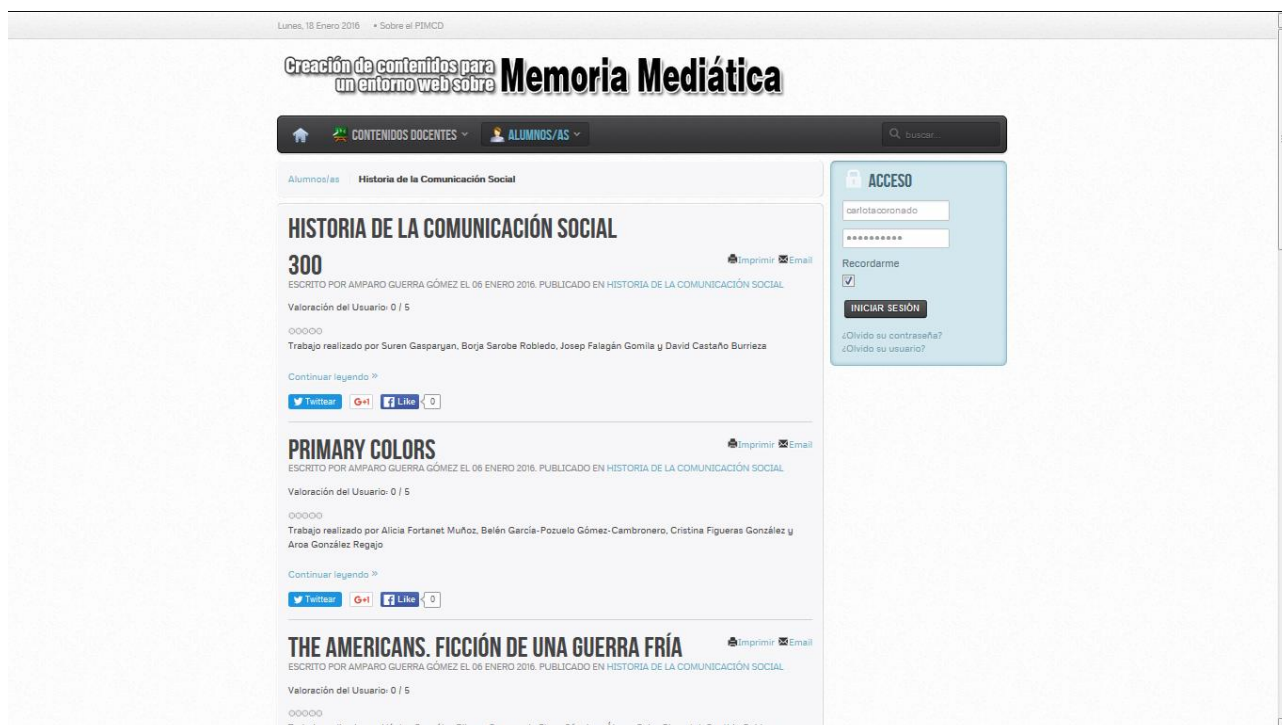 Lunes, 18 Enero 2016 • Sobre el PIMCD
Creación de contenidos para
un entorno web sobre Memoria Mediática
CONTENIDOS DOCENTES ALUMNOS/AS buscar...
Alumnos/as Historia de la Comunicación Social
ACCESO
carlotacoronado
••••••••••
Recordarme
INICIAR SESIÓN
¿Olvido su contraseña?
¿Olvido su usuario?
HISTORIA DE LA COMUNICACIÓN SOCIAL
300
Imprimir Email
ESCRITO POR AMPARO GUERRA GÓMEZ EL 06 ENERO 2016. PUBLICADO EN HISTORIA DE LA COMUNICACIÓN SOCIAL
Valoración del Usuario: 0 / 5
Trabajo realizado por Suren Gasparyan, Borja Sarobe Robledo, Josep Falagán Gomila y David Castaño Burrieza
Continuar leyendo »
Twittear G+1 Like 0
PRIMARY COLORS
Imprimir Email
ESCRITO POR AMPARO GUERRA GÓMEZ EL 06 ENERO 2016. PUBLICADO EN HISTORIA DE LA COMUNICACIÓN SOCIAL
Valoración del Usuario: 0 / 5
Trabajo realizado por Alicia Fortanet Muñoz, Belén García-Pozuelo Gómez-Cambronero, Cristina Figueras González y
Aroa González Regajo
Continuar leyendo »
Twittear G+1 Like 0
THE AMERICANS. FICCIÓN DE UNA GUERRA FRÍA
Imprimir Email
ESCRITO POR AMPARO GUERRA GÓMEZ EL 06 ENERO 2016. PUBLICADO EN HISTORIA DE LA COMUNICACIÓN SOCIAL
Valoración del Usuario: 0 / 5